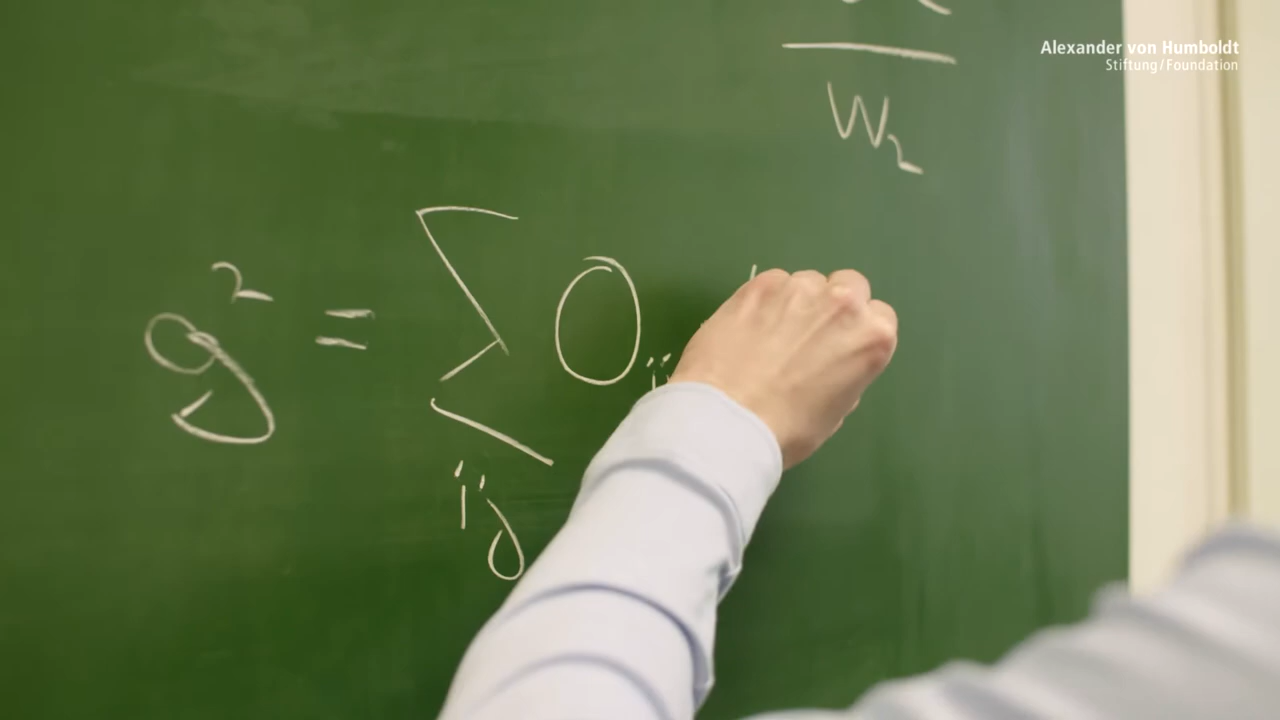 Alexander von Humboldt
Stiftung/Foundation
W₂
g² = Σ O
ij